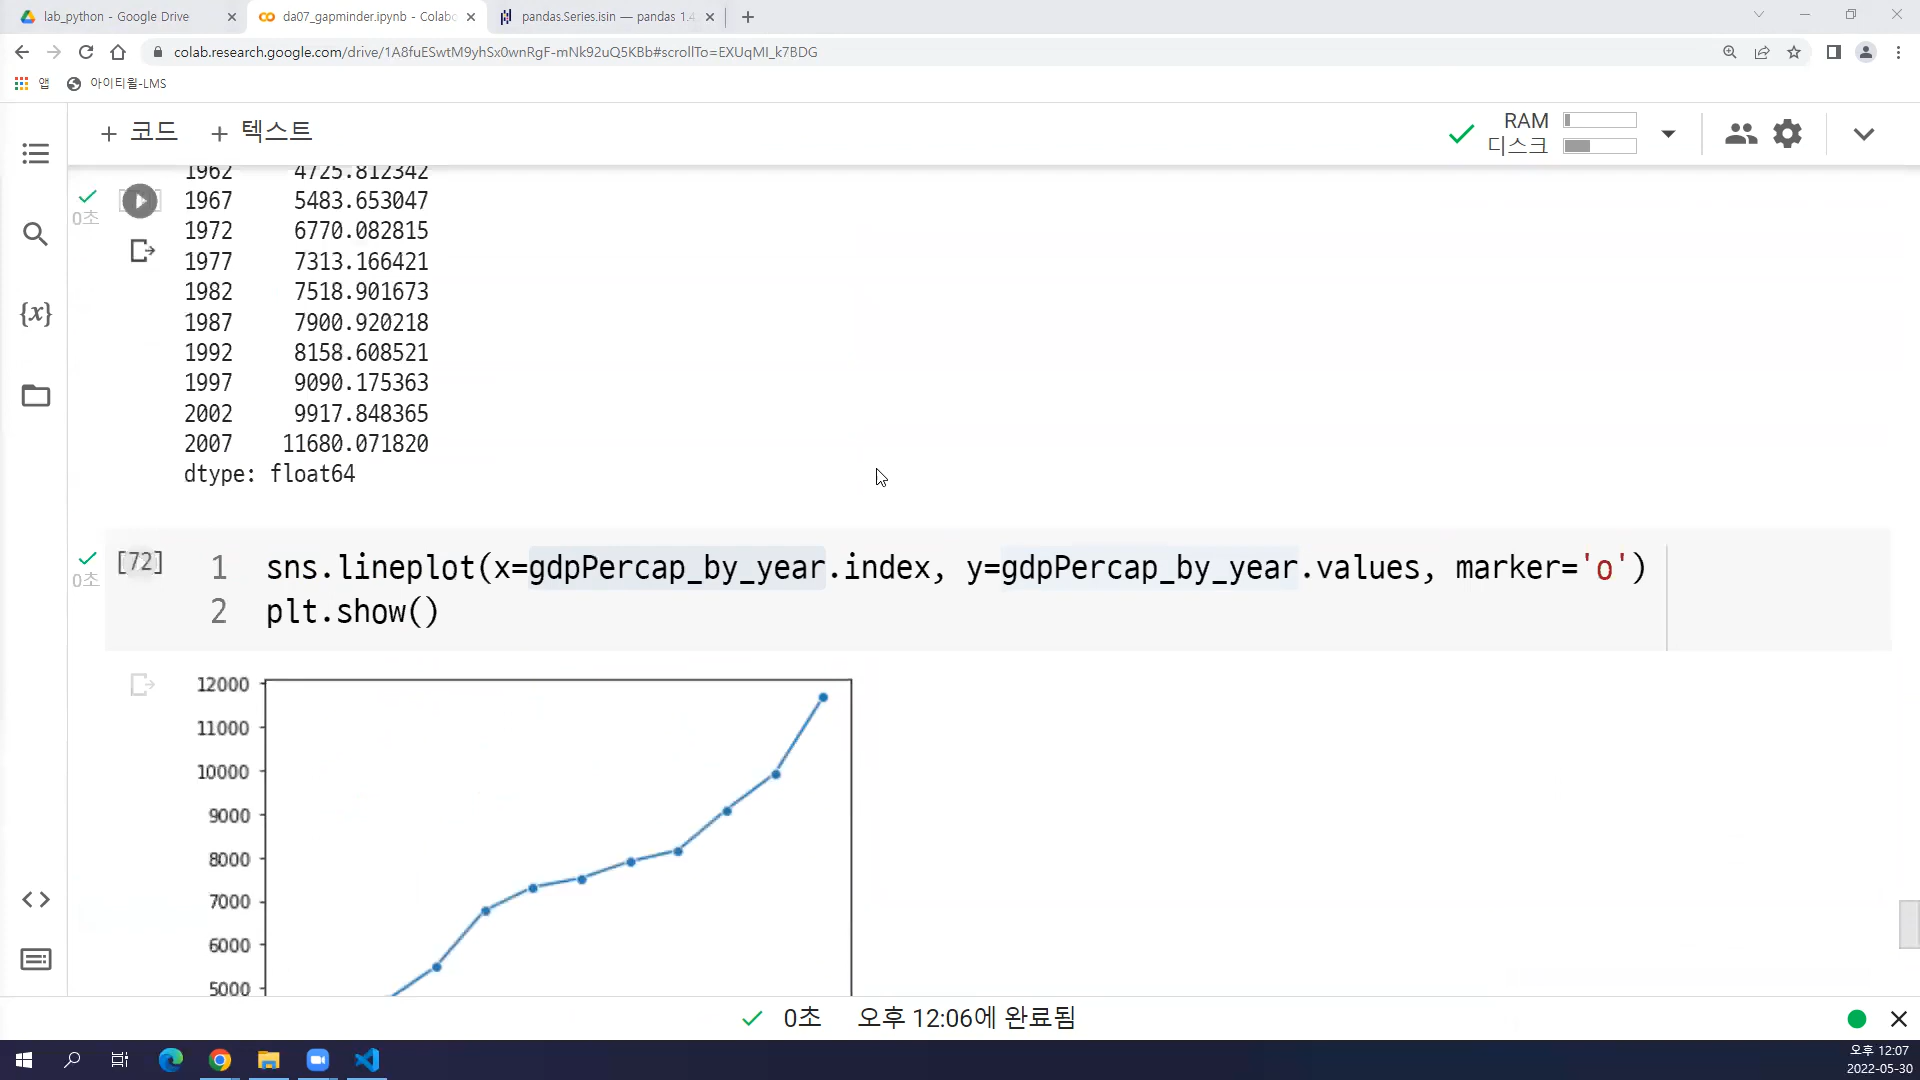 lab_python - Google Drive
da07_gapminder.ipynb - Colabo
pandas.Series.isin — pandas 1.4
colab.research.google.com/drive/1A8fuESwtM9yhSx0wnRgF-mNk92uQ5KBb#scrollTo=EXUqMI_k7BDG
앱
아이티윌-LMS
+ 코드
+ 텍스트
RAM
디스크
1962 4725.812342
0초
1967 5483.653047
1972 6770.082815
1977 7313.166421
1982 7518.901673
1987 7900.920218
1992 8158.608521
1997 9090.175363
2002 9917.848365
2007 11680.071820
dtype: float64
{x}
0초
[72]
1 sns.lineplot(x=gdpPercap_by_year.index, y=gdpPercap_by_year.values, marker='o')
2 plt.show()
12000
11000
10000
9000
8000
7000
6000
5000
0초 오후 12:06에 완료됨
오후 12:07
2022-05-30